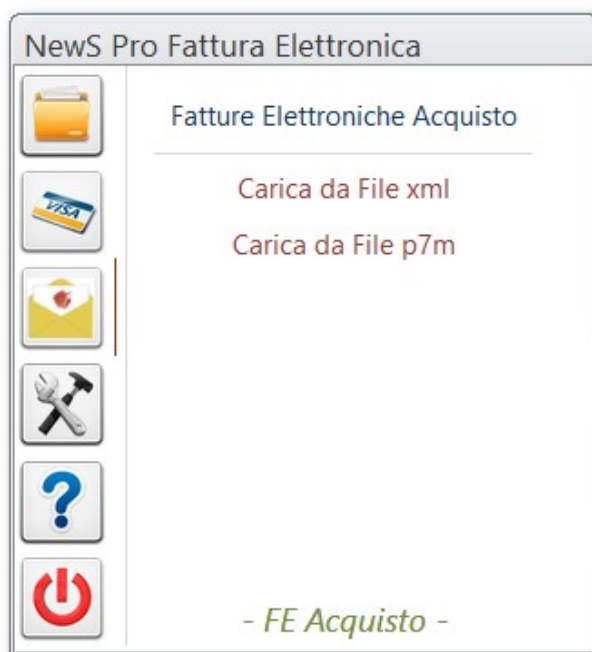 NewS Pro Fattura Elettronica
Fatture Elettroniche Acquisto
VISA
Carica da File xml
Carica da File p7m
- FE Acquisto -